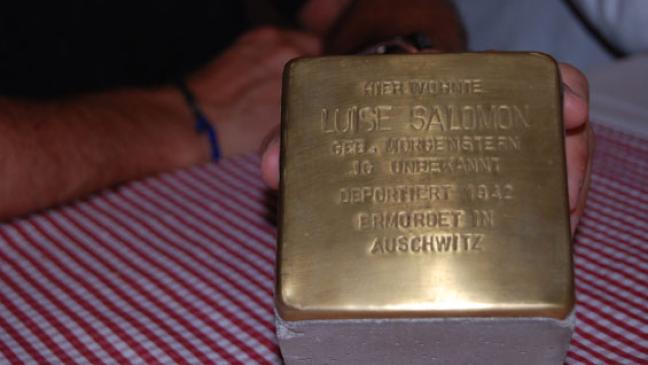 HIER WOHNTE
LUISE SALOMON
GEB. MORGENSTERN
JG UNBEKANNT
DEPORTIERT 1942
ERMORDET IN
AUSCHWITZ